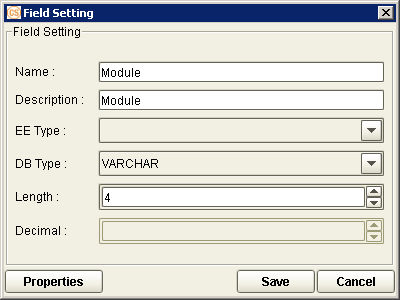 Field Setting
Field Setting
Name : Module
Description : Module
EE Type :
DB Type : VARCHAR
Length : 4
Decimal :
Properties Save Cancel